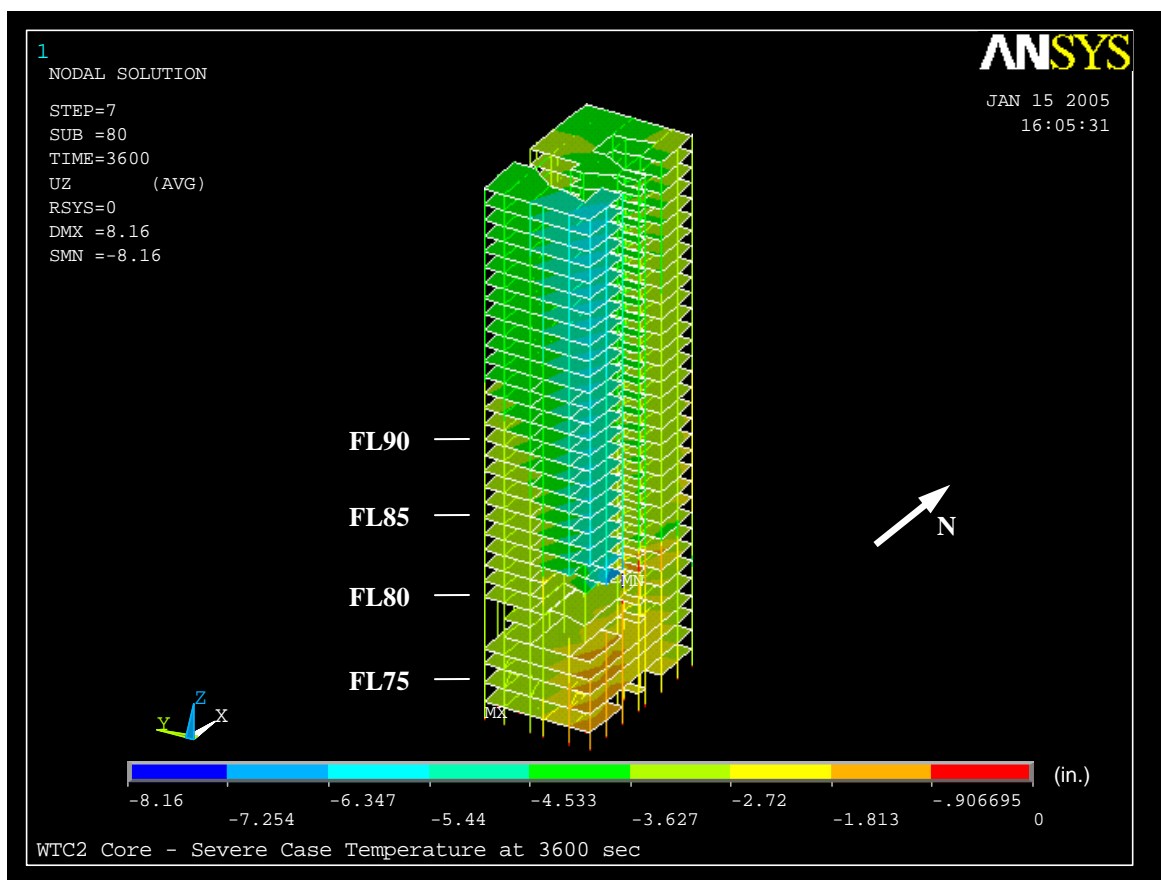 1
NODAL SOLUTION
STEP=7
SUB =80
TIME=3600
UZ (AVG)
RSYS=0
DMX =8.16
SMN =-8.16
ANSYS
JAN 15 2005
16:05:31
FL90
FL85
FL80
FL75
N
MN
MX
Z
Y
X
(in.)
-8.16 -6.347 -4.533 -2.72 -.906695
-7.254 -5.44 -3.627 -1.813 0
WTC2 Core - Severe Case Temperature at 3600 sec